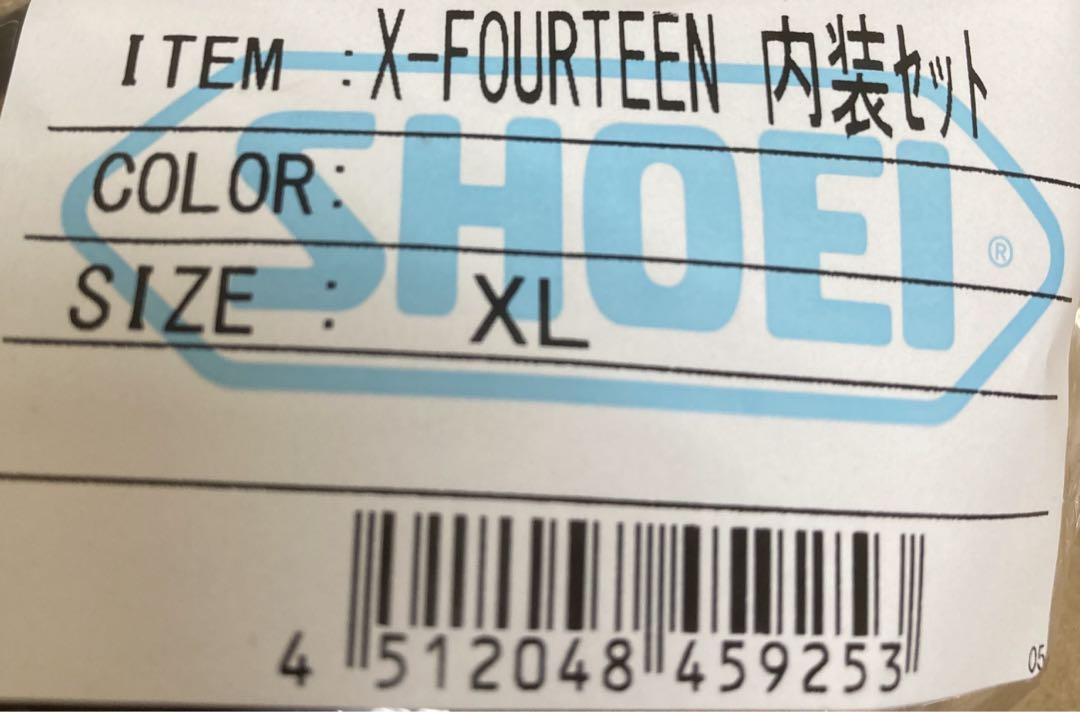 ITEM :X-FOURTEEN 内装ｾｯﾄ
SHOEI®
COLOR:
SIZE : XL
4 512048 459253
05